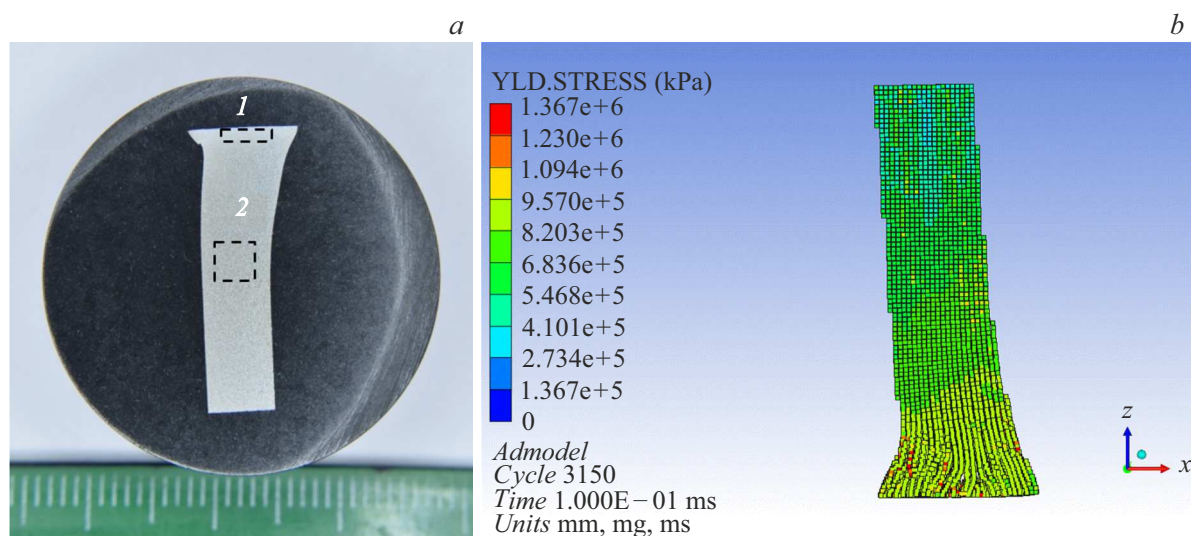 a
b
1
2
YLD.STRESS (kPa)
1.367e+6
1.230e+6
1.094e+6
9.570e+5
8.203e+5
6.836e+5
5.468e+5
4.101e+5
2.734e+5
1.367e+5
0
Admodel
Cycle 3150
Time 1.000E−01 ms
Units mm, mg, ms
z
x